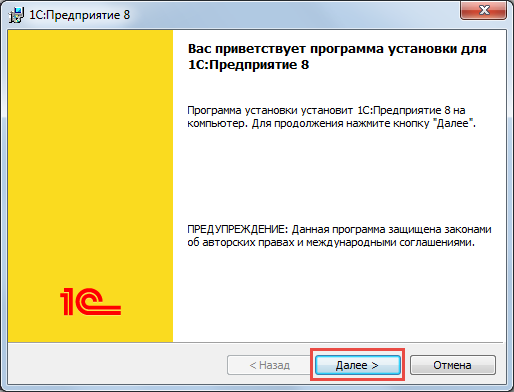 1С:Предприятие 8
Вас приветствует программа установки для
1С:Предприятие 8
Программа установки установит 1С:Предприятие 8 на
компьютер. Для продолжения нажмите кнопку "Далее".
ПРЕДУПРЕЖДЕНИЕ: Данная программа защищена законами
об авторских правах и международными соглашениями.
1С
< Назад
Далее >
Отмена